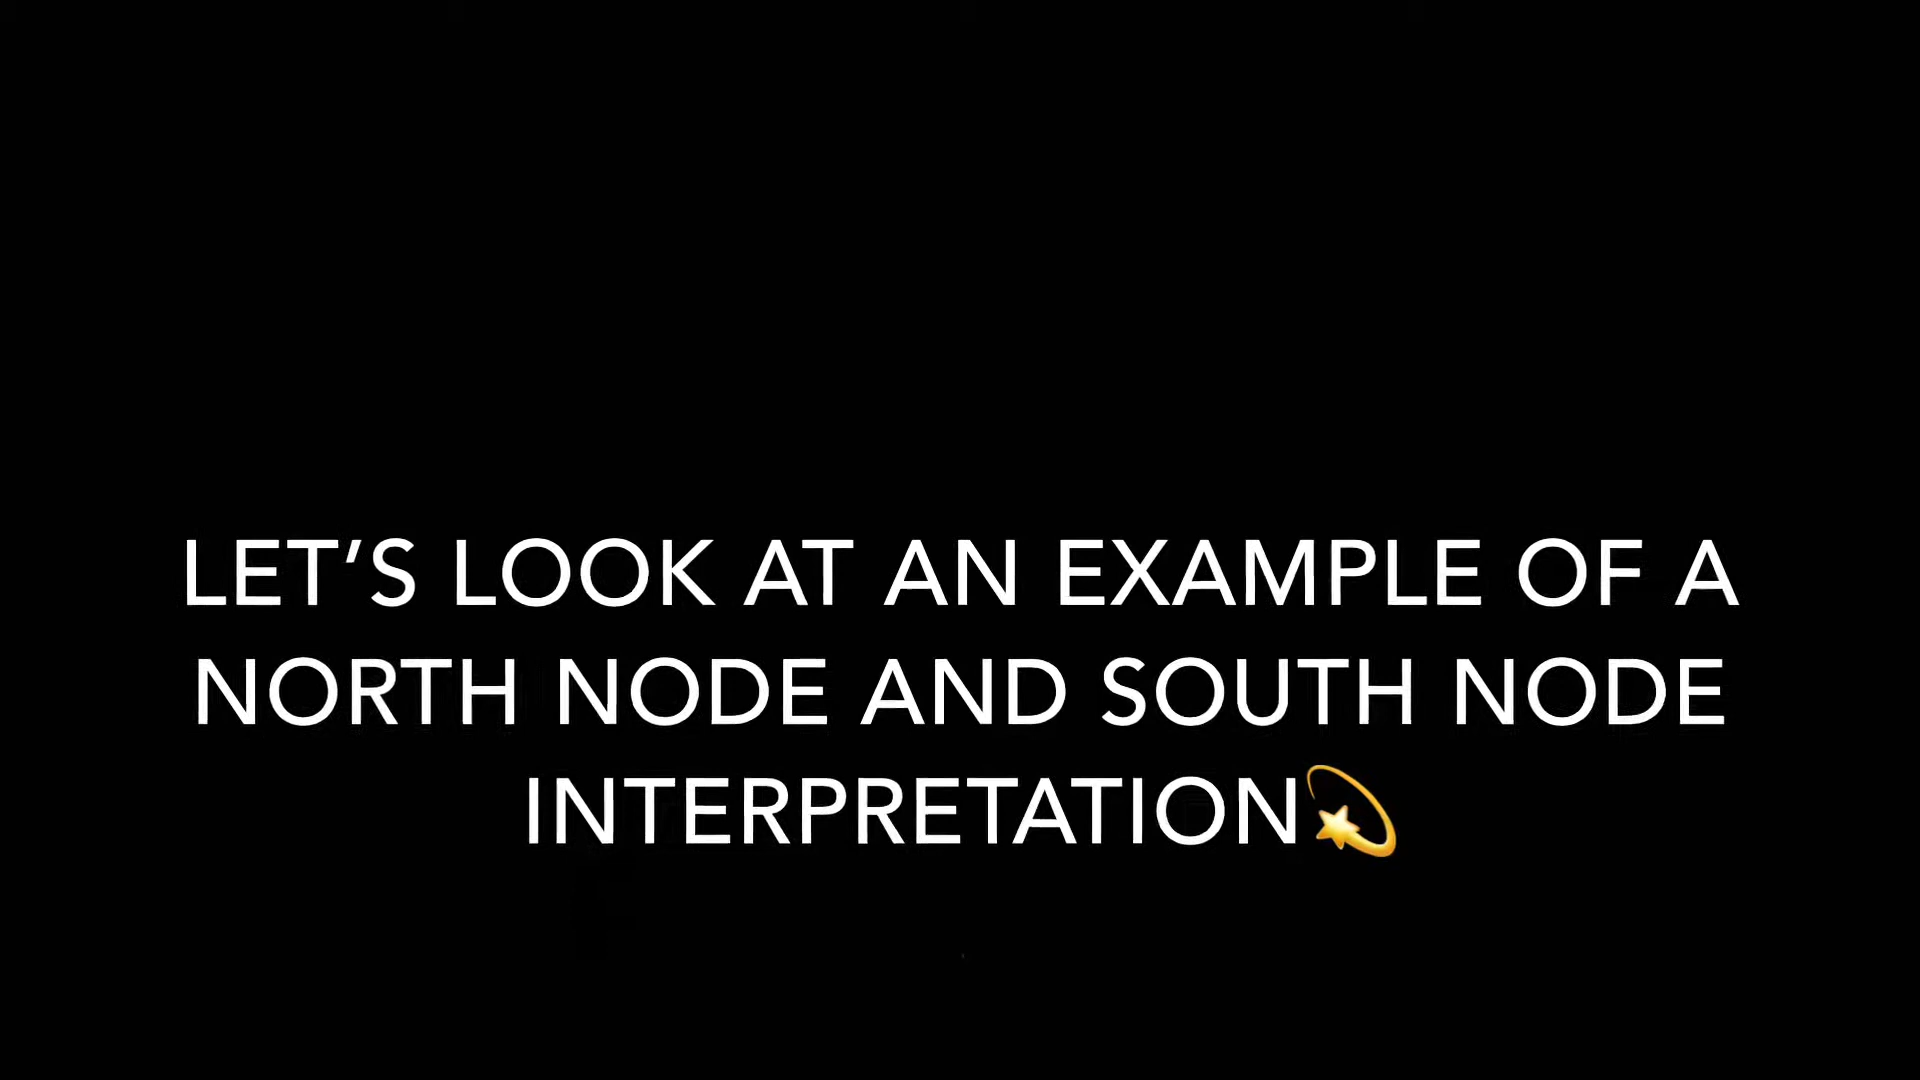 LET’S LOOK AT AN EXAMPLE OF A
NORTH NODE AND SOUTH NODE
INTERPRETATION💫